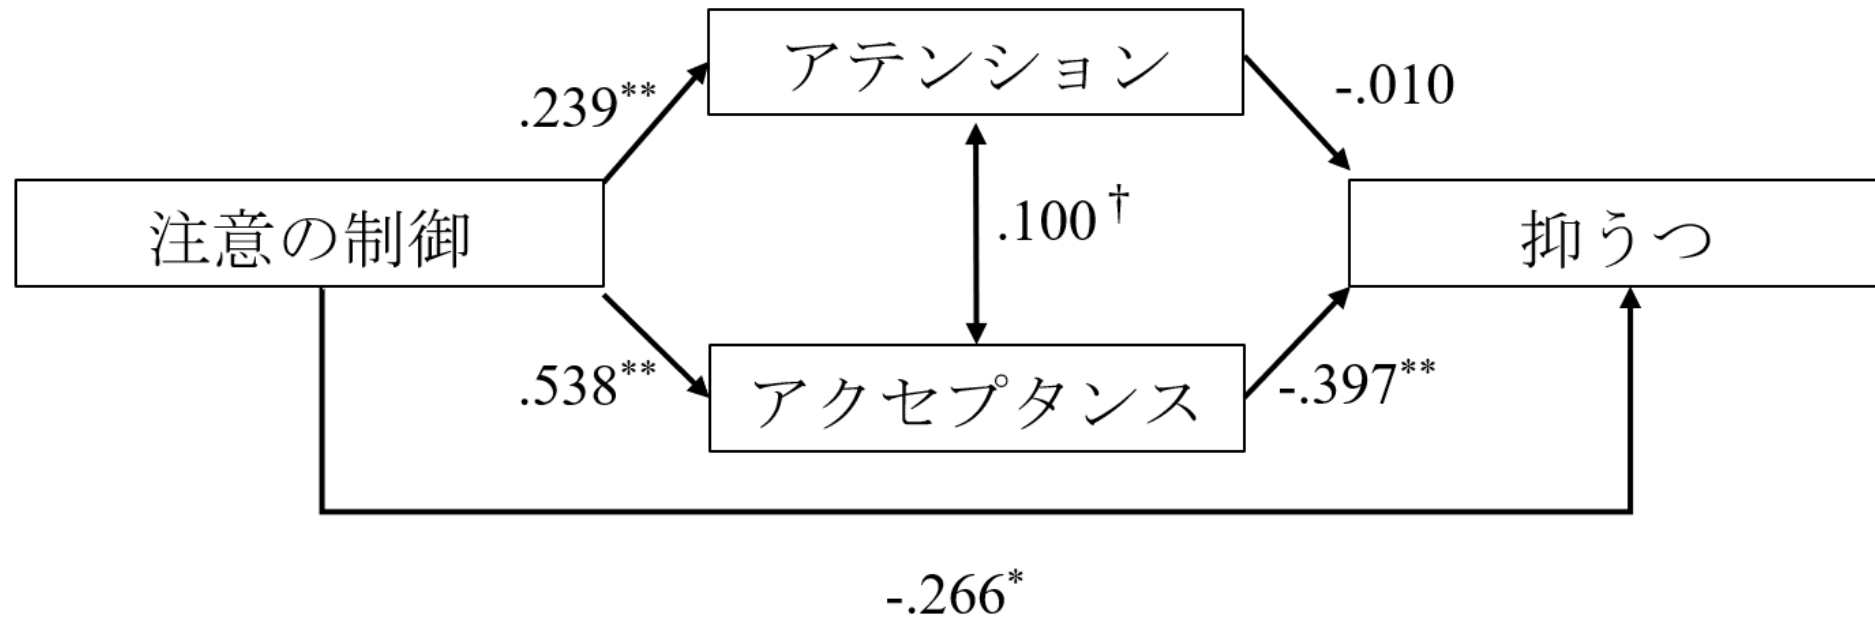 アテンション
.239**
-.010
注意の制御
.100†
抑うつ
.538**
アクセプタンス
-.397**
-.266*